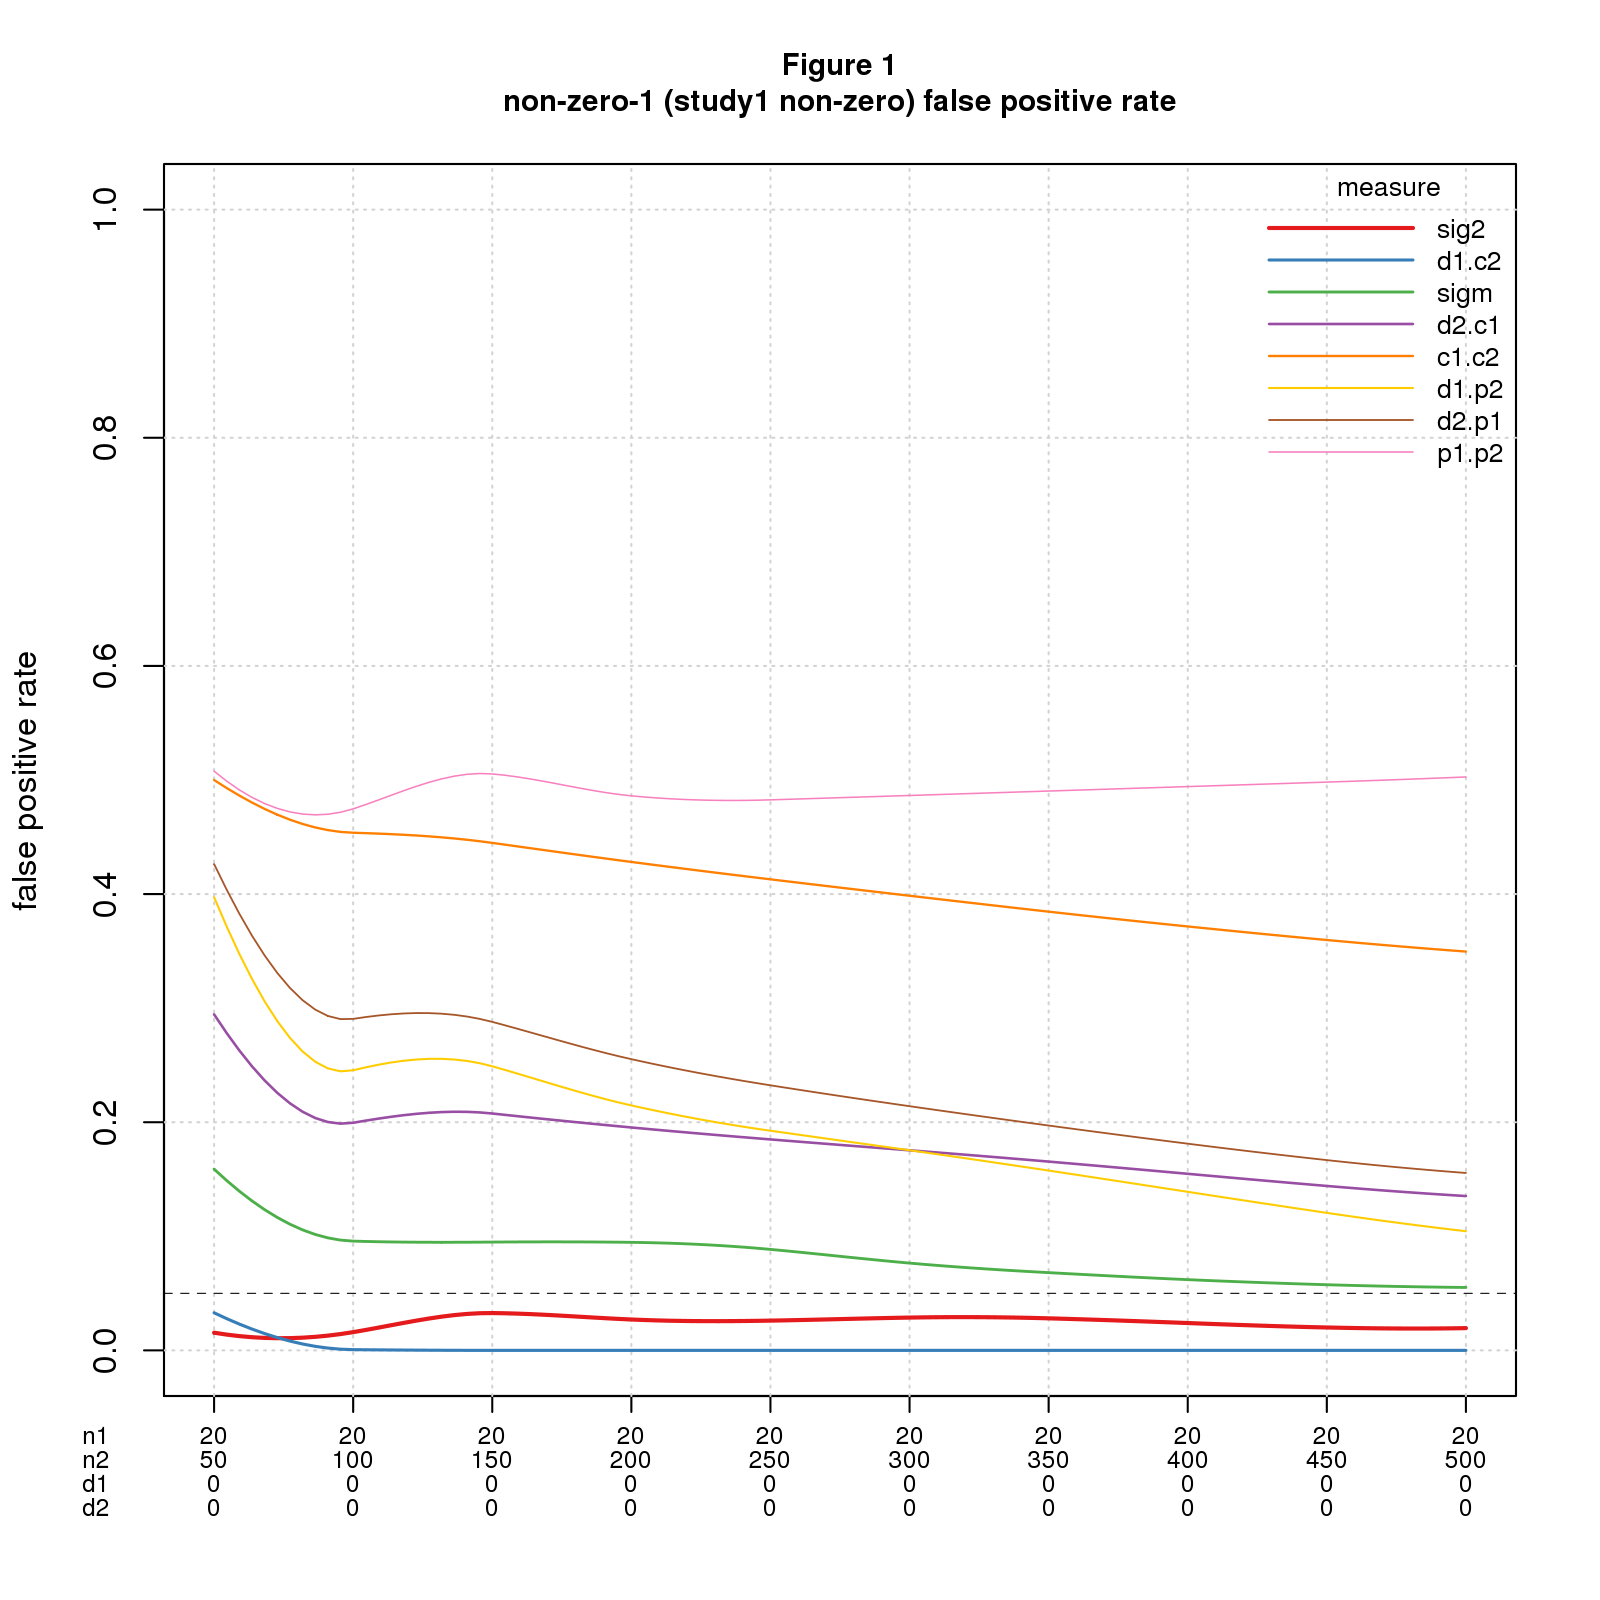 Figure 1
non-zero-1 (study1 non-zero) false positive rate
measure
sig2
d1.c2
sigm
d2.c1
c1.c2
d1.p2
d2.p1
p1.p2
false positive rate
1.0
0.8
0.6
0.4
0.2
0.0
n1 20 20 20 20 20 20 20 20 20 20
n2 50 100 150 200 250 300 350 400 450 500
d1 0 0 0 0 0 0 0 0 0 0
d2 0 0 0 0 0 0 0 0 0 0